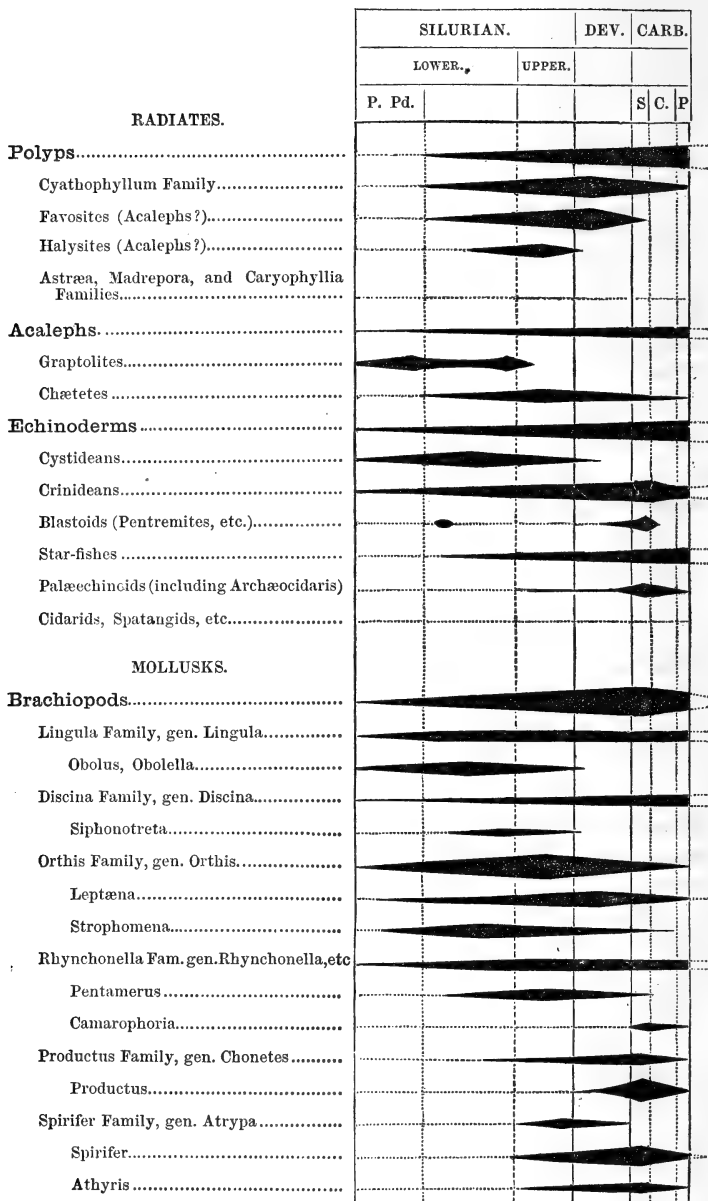 SILURIAN. DEV. CARB.
LOWER. UPPER.
P. Pd. S C. P
RADIATES.
Polyps
Cyathophyllum Family
Favosites (Acalephs?)
Halysites (Acalephs?)
Astræa, Madrepora, and Caryophyllia
Families
Acalephs.
Graptolites
Chætetes
Echinoderms
Cystideans
Crinideans
Blastoids (Pentremites, etc.)
Star-fishes
Palæechinoids (including Archæocidaris)
Cidarids, Spatangids, etc
MOLLUSKS.
Brachiopods
Lingula Family, gen. Lingula
Obolus, Obolella
Discina Family, gen. Discina
Siphonotreta
Orthis Family, gen. Orthis
Leptæna
Strophomena
Rhynchonella Fam. gen. Rhynchonella, etc
Pentamerus
Camarophoria
Productus Family, gen. Chonetes
Productus
Spirifer Family, gen. Atrypa
Spirifer
Athyris